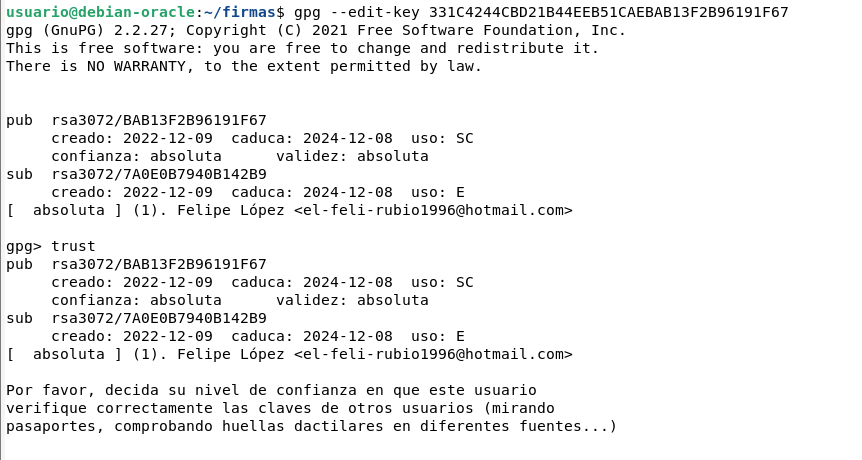 usuario@debian-oracle:~/firmas$ gpg --edit-key 331C4244CBD21B44EEB51CAEBAB13F2B96191F67
gpg (GnuPG) 2.2.27; Copyright (C) 2021 Free Software Foundation, Inc.
This is free software: you are free to change and redistribute it.
There is NO WARRANTY, to the extent permitted by law.
pub  rsa3072/BAB13F2B96191F67
     creado: 2022-12-09  caduca: 2024-12-08  uso: SC
     confianza: absoluta      validez: absoluta
sub  rsa3072/7A0E0B7940B142B9
     creado: 2022-12-09  caduca: 2024-12-08  uso: E
[  absoluta ] (1). Felipe López <el-feli-rubio1996@hotmail.com>
gpg> trust
pub  rsa3072/BAB13F2B96191F67
     creado: 2022-12-09  caduca: 2024-12-08  uso: SC
     confianza: absoluta      validez: absoluta
sub  rsa3072/7A0E0B7940B142B9
     creado: 2022-12-09  caduca: 2024-12-08  uso: E
[  absoluta ] (1). Felipe López <el-feli-rubio1996@hotmail.com>
Por favor, decida su nivel de confianza en que este usuario
verifique correctamente las claves de otros usuarios (mirando
pasaportes, comprobando huellas dactilares en diferentes fuentes...)